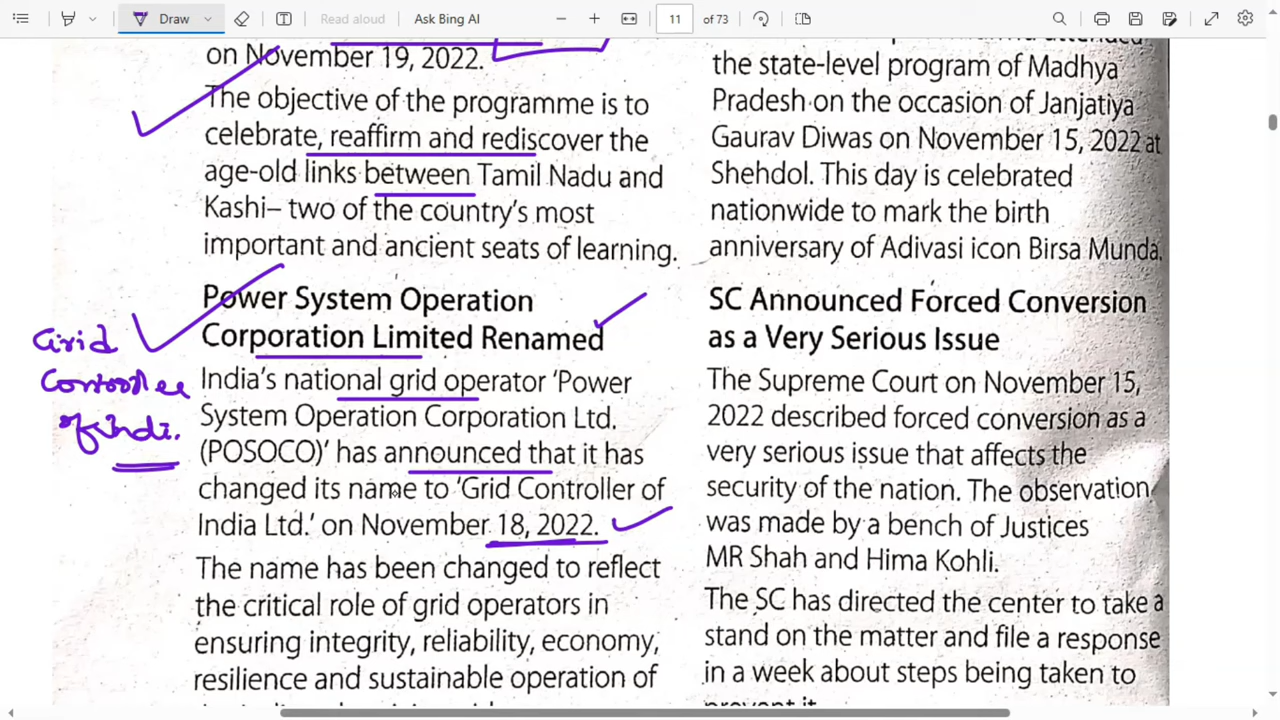 Draw
Read aloud
Ask Bing AI
11
of 73
on November 19, 2022.
The objective of the programme is to
celebrate, reaffirm and rediscover the
age-old links between Tamil Nadu and
Kashi– two of the country's most
important and ancient seats of learning.
Power System Operation
Corporation Limited Renamed
Grid
of India.
India's national grid operator 'Power
System Operation Corporation Ltd.
(POSOCO)' has announced that it has
changed its name to 'Grid Controller of
India Ltd.' on November 18, 2022.
The name has been changed to reflect
the critical role of grid operators in
ensuring integrity, reliability, economy,
resilience and sustainable operation of
attended
the state-level program of Madhya
Pradesh on the occasion of Janjatiya
Gaurav Diwas on November 15, 2022 at
Shehdol. This day is celebrated
nationwide to mark the birth
anniversary of Adivasi icon Birsa Munda.
SC Announced Forced Conversion
as a Very Serious Issue
The Supreme Court on November 15,
2022 described forced conversion as a
very serious issue that affects the
security of the nation. The observation
was made by a bench of Justices
MR Shah and Hima Kohli.
The SC has directed the center to take a
stand on the matter and file a response
in a week about steps being taken to
prevent it.